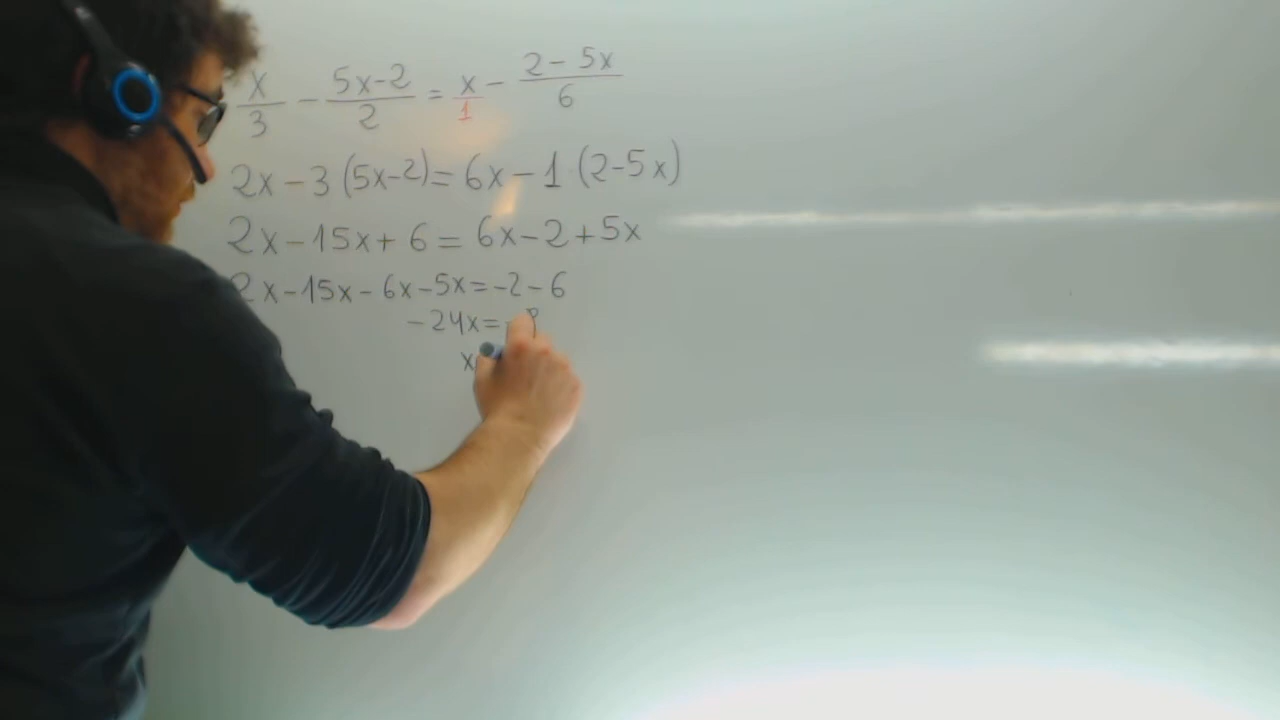 x/3 - 5x-2/2 = x/1 - 2-5x/6
2x-3(5x-2)=6x-1·(2-5x)
2x-15x+6=6x-2+5x
2x-15x-6x-5x=-2-6
-24x=-8
x